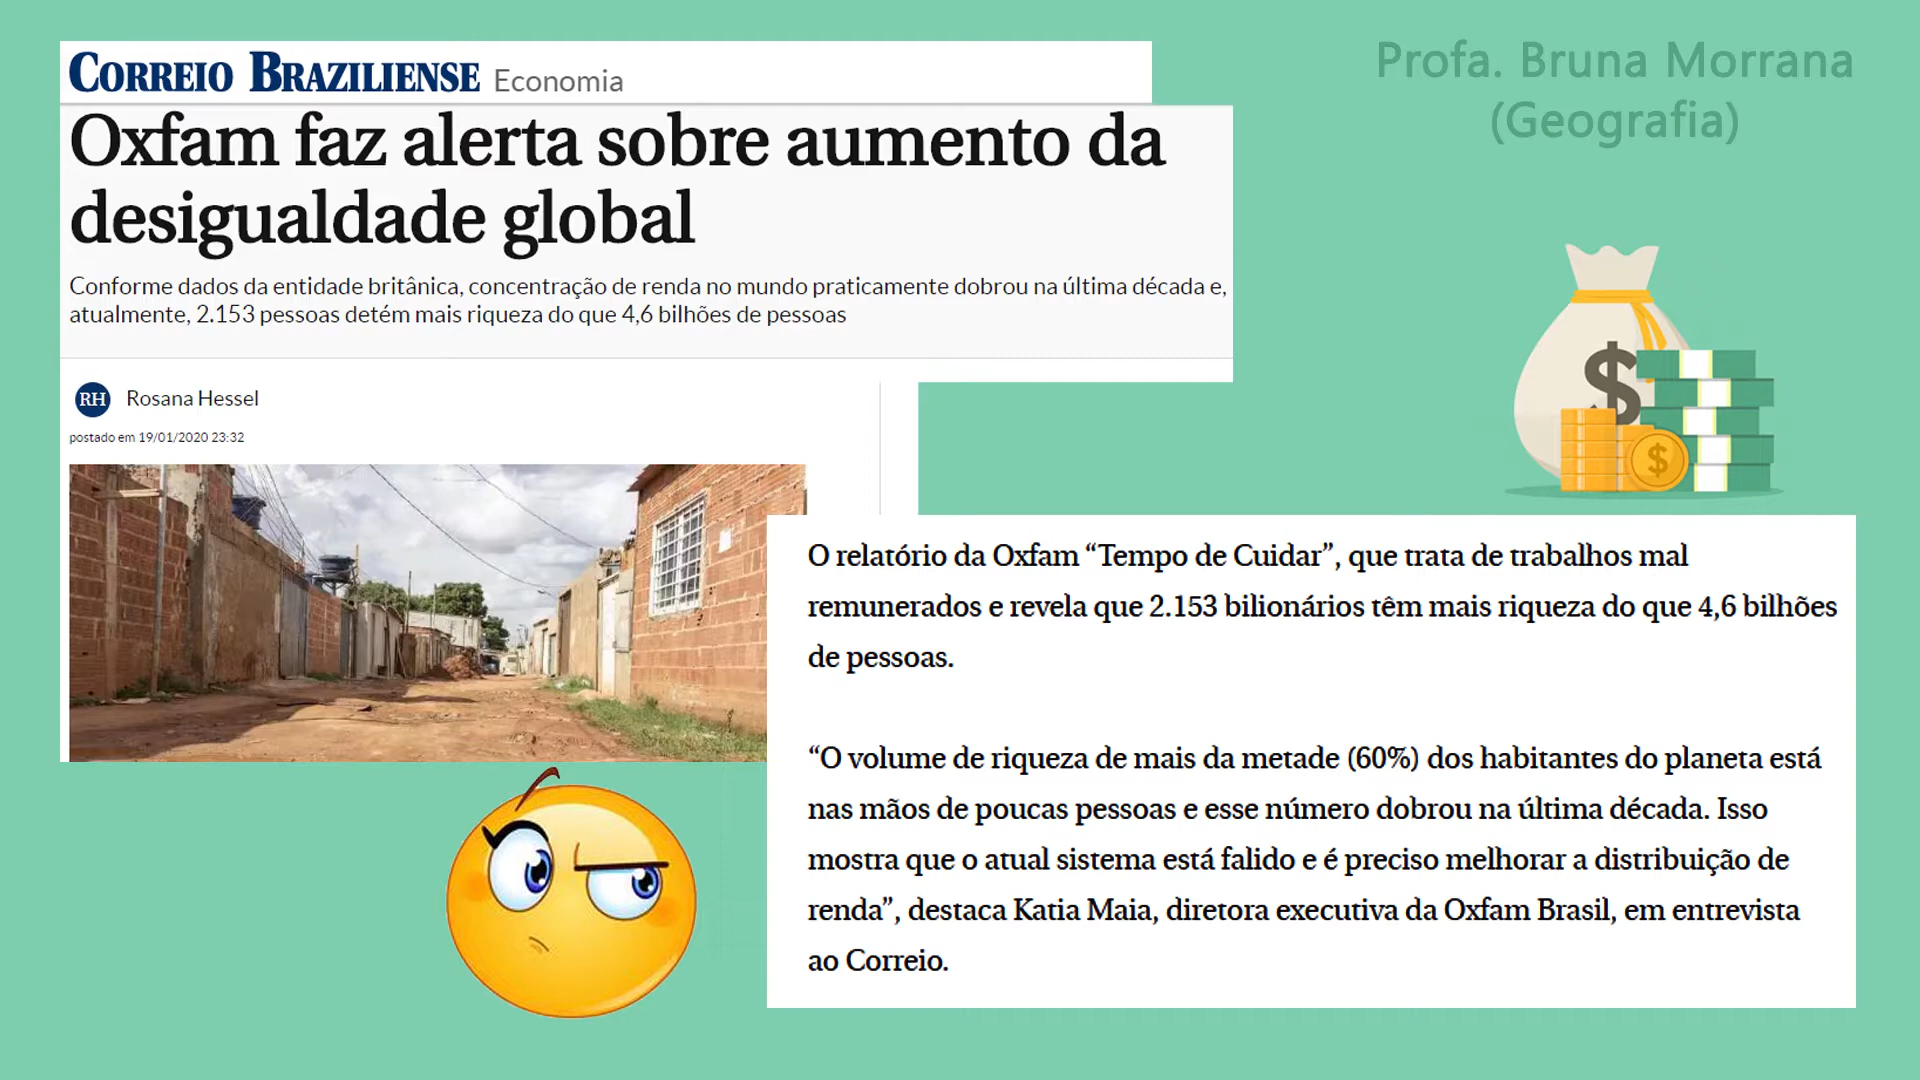 CORREIO BRAZILIENSE Economia
Profa. Bruna Morrana
(Geografia)
Oxfam faz alerta sobre aumento da
desigualdade global
Conforme dados da entidade britânica, concentração de renda no mundo praticamente dobrou na última década e,
atualmente, 2.153 pessoas detém mais riqueza do que 4,6 bilhões de pessoas
RH Rosana Hessel
postado em 19/01/2020 23:32
$
$
O relatório da Oxfam “Tempo de Cuidar”, que trata de trabalhos mal
remunerados e revela que 2.153 bilionários têm mais riqueza do que 4,6 bilhões
de pessoas.
“O volume de riqueza de mais da metade (60%) dos habitantes do planeta está
nas mãos de poucas pessoas e esse número dobrou na última década. Isso
mostra que o atual sistema está falido e é preciso melhorar a distribuição de
renda”, destaca Katia Maia, diretora executiva da Oxfam Brasil, em entrevista
ao Correio.